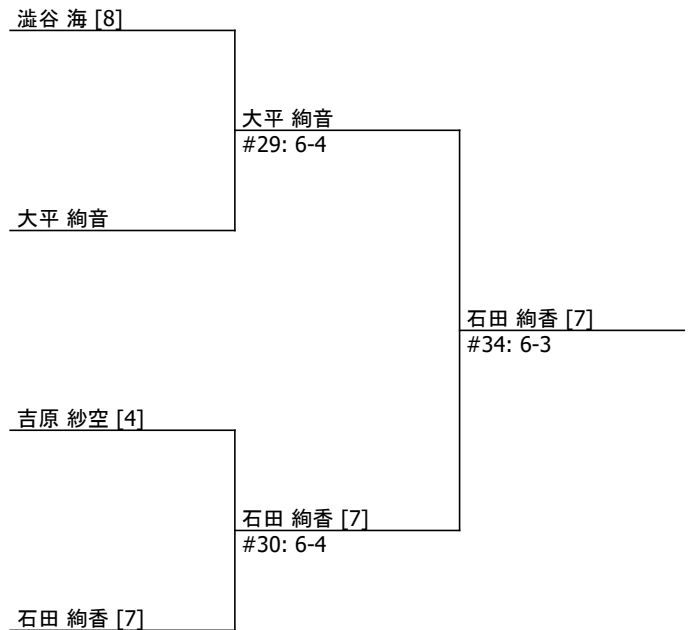 澁谷 海 [8]
大平 絢音
#29: 6-4
大平 絢音
石田 絢香 [7]
#34: 6-3
吉原 紗空 [4]
石田 絢香 [7]
#30: 6-4
石田 絢香 [7]